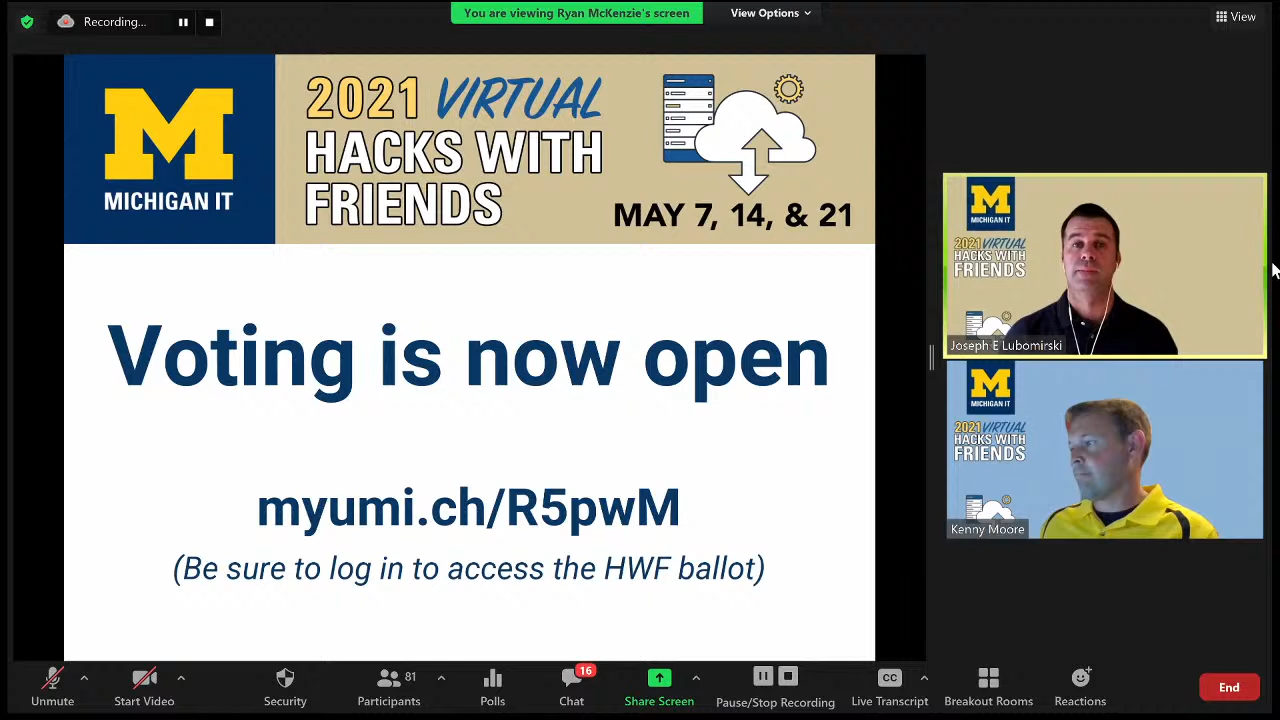 Recording...
You are viewing Ryan McKenzie's screen
View Options
View
M
MICHIGAN IT
2021 VIRTUAL
HACKS WITH
FRIENDS
MAY 7, 14, & 21
Voting is now open
myumi.ch/R5pwM
(Be sure to log in to access the HWF ballot)
M
MICHIGAN IT
2021 VIRTUAL
HACKS WITH
FRIENDS
Joseph E Lubomirski
M
MICHIGAN IT
2021 VIRTUAL
HACKS WITH
FRIENDS
Kenny Moore
Unmute
Start Video
Security
81
Participants
Polls
16
Chat
Share Screen
Pause/Stop Recording
CC
Live Transcript
Breakout Rooms
Reactions
End